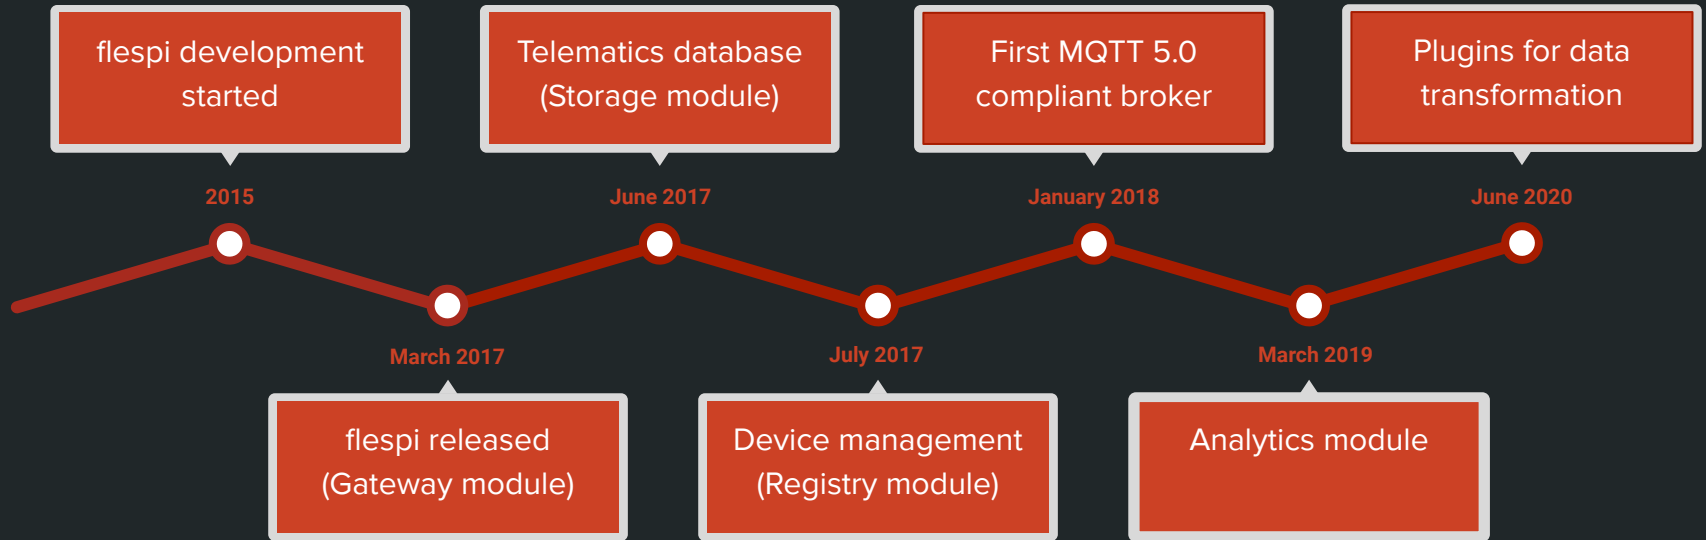 flespi development
started
2015
March 2017
flespi released
(Gateway module)
Telematics database
(Storage module)
June 2017
July 2017
Device management
(Registry module)
First MQTT 5.0
compliant broker
January 2018
March 2019
Analytics module
Plugins for data
transformation
June 2020